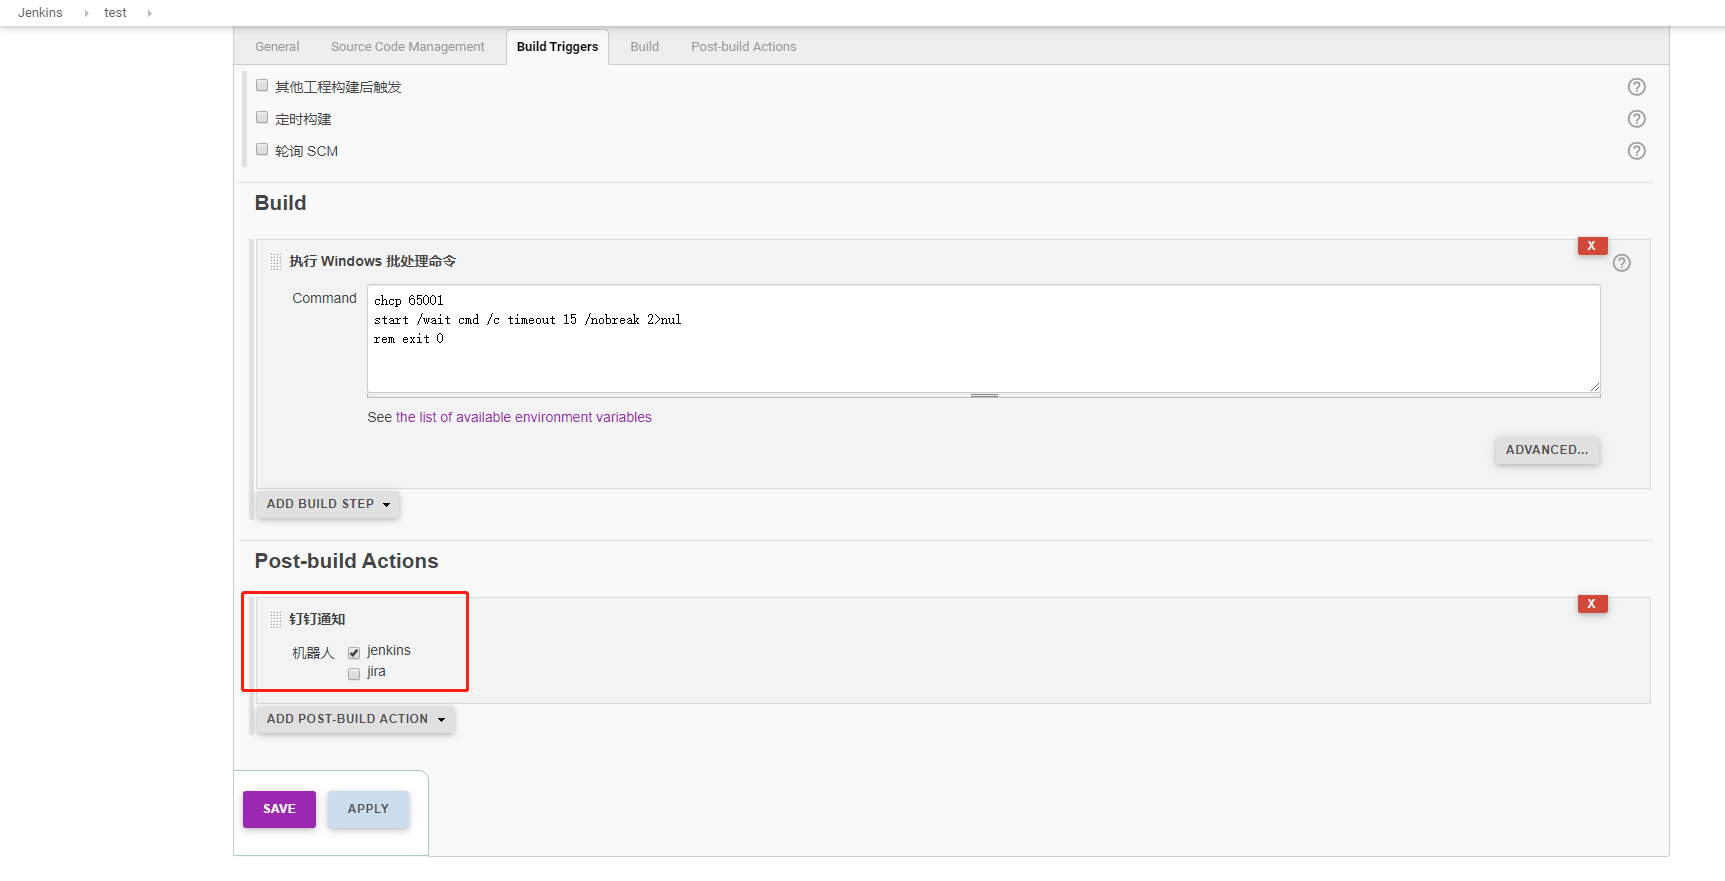 Jenkins test
General Source Code Management Build Triggers Build Post-build Actions
其他工程构建后触发
定时构建
轮询 SCM
Build
X
执行 Windows 批处理命令
Command
chcp 65001
start /wait cmd /c timeout 15 /nobreak 2>nul
rem exit 0
See the list of available environment variables
ADVANCED...
ADD BUILD STEP
Post-build Actions
X
钉钉通知
机器人 jenkins
jira
ADD POST-BUILD ACTION
SAVE APPLY